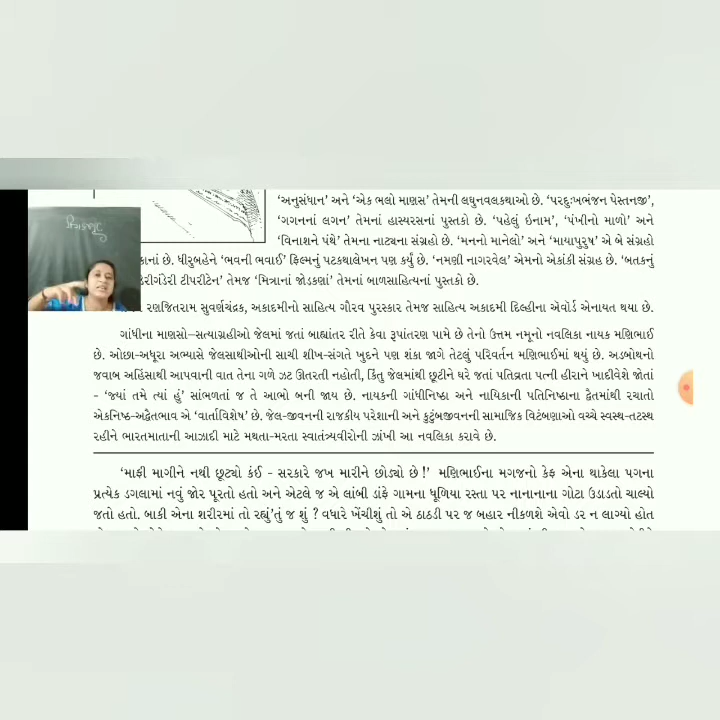 'અનુસંધાન' અને 'એક ભલો માણસ' તેમની લઘુનવલકથાઓ છે. 'પરદુઃખભંજન પેસ્તનજી',
'ગગનનાં લગન' તેમનાં હાસ્યરસનાં પુસ્તકો છે. 'પહેલું ઇનામ', 'પંખીનો માળો' અને
'વિનાશને પંથે' તેમના નાટ્યના સંગ્રહો છે. 'મનનો માનેલો' અને 'માયાપુરુષ' એ બે સંગ્રહો
છે. ધીરુબહેને 'ભવની ભવાઈ' ફિલ્મનું પટકથાલેખન પણ કર્યું છે. 'નમણી નાગરવેલ' એમનો એકાંકી સંગ્રહ છે. 'બતકનું
ટીપરીટેન' તેમજ 'મિત્રાનાં જોડકણાં' તેમનાં બાળસાહિત્યનાં પુસ્તકો છે.
રણજિતરામ સુવર્ણચંદ્રક, અકાદમીનો સાહિત્ય ગૌરવ પુરસ્કાર તેમજ સાહિત્ય અકાદમી દિલ્હીના એવૉર્ડ એનાયત થયા છે.
ગાંધીના માણસો–સત્યાગ્રહીઓ જેલમાં જતાં બાહ્યાંતર રીતે કેવા રૂપાંતરણ પામે છે તેનો ઉત્તમ નમૂનો નવલિકા નાયક મણિભાઈ
છે. ઓછા-અધૂરા અભ્યાસે જેલસાથીઓની સાચી શીખ-સંગતે ખુદને પણ શંકા જાગે તેટલું પરિવર્તન મણિભાઈમાં થયું છે. અડબોથનો
જવાબ અહિંસાથી આપવાની વાત તેના ગળે ઝટ ઊતરતી નહોતી, કિંતુ જેલમાંથી છૂટીને ઘરે જતાં પતિવ્રતા પત્ની હીરાને ખાદીવેશે જોતાં
- 'જ્યાં તમે ત્યાં હું' સાંભળતાં જ તે આભો બની જાય છે. નાયકની ગાંધીનિષ્ઠા અને નાયિકાની પતિનિષ્ઠાના દ્વૈતમાંથી રચાતો
એકનિષ્ઠ-અદ્વૈતભાવ એ 'વાર્તાવિશેષ' છે. જેલ-જીવનની રાજકીય પરેશાની અને કુટુંબજીવનની સામાજિક વિટંબણાઓ વચ્ચે સ્વસ્થ-તટસ્થ
રહીને ભારતમાતાની આઝાદી માટે મથતા-મરતા સ્વાતંત્ર્યવીરોની ઝાંખી આ નવલિકા કરાવે છે.
'માફી માગીને નથી છૂટ્યો કંઈ - સરકારે જખ મારીને છોડ્યો છે !' મણિભાઈના મગજનો કેફ એના થાકેલા પગના
પ્રત્યેક ડગલામાં નવું જોર પૂરતો હતો અને એટલે જ એ લાંબી ડાંફે ગામના ધૂળિયા રસ્તા પર નાનાનાના ગોટા ઉડાડતો ચાલ્યો
જતો હતો. બાકી એના શરીરમાં તો રહ્યું'તું જ શું ? વધારે ખેંચીશું તો એ ઠાઠડી પર જ બહાર નીકળશે એવો ડર ન લાગ્યો હોત